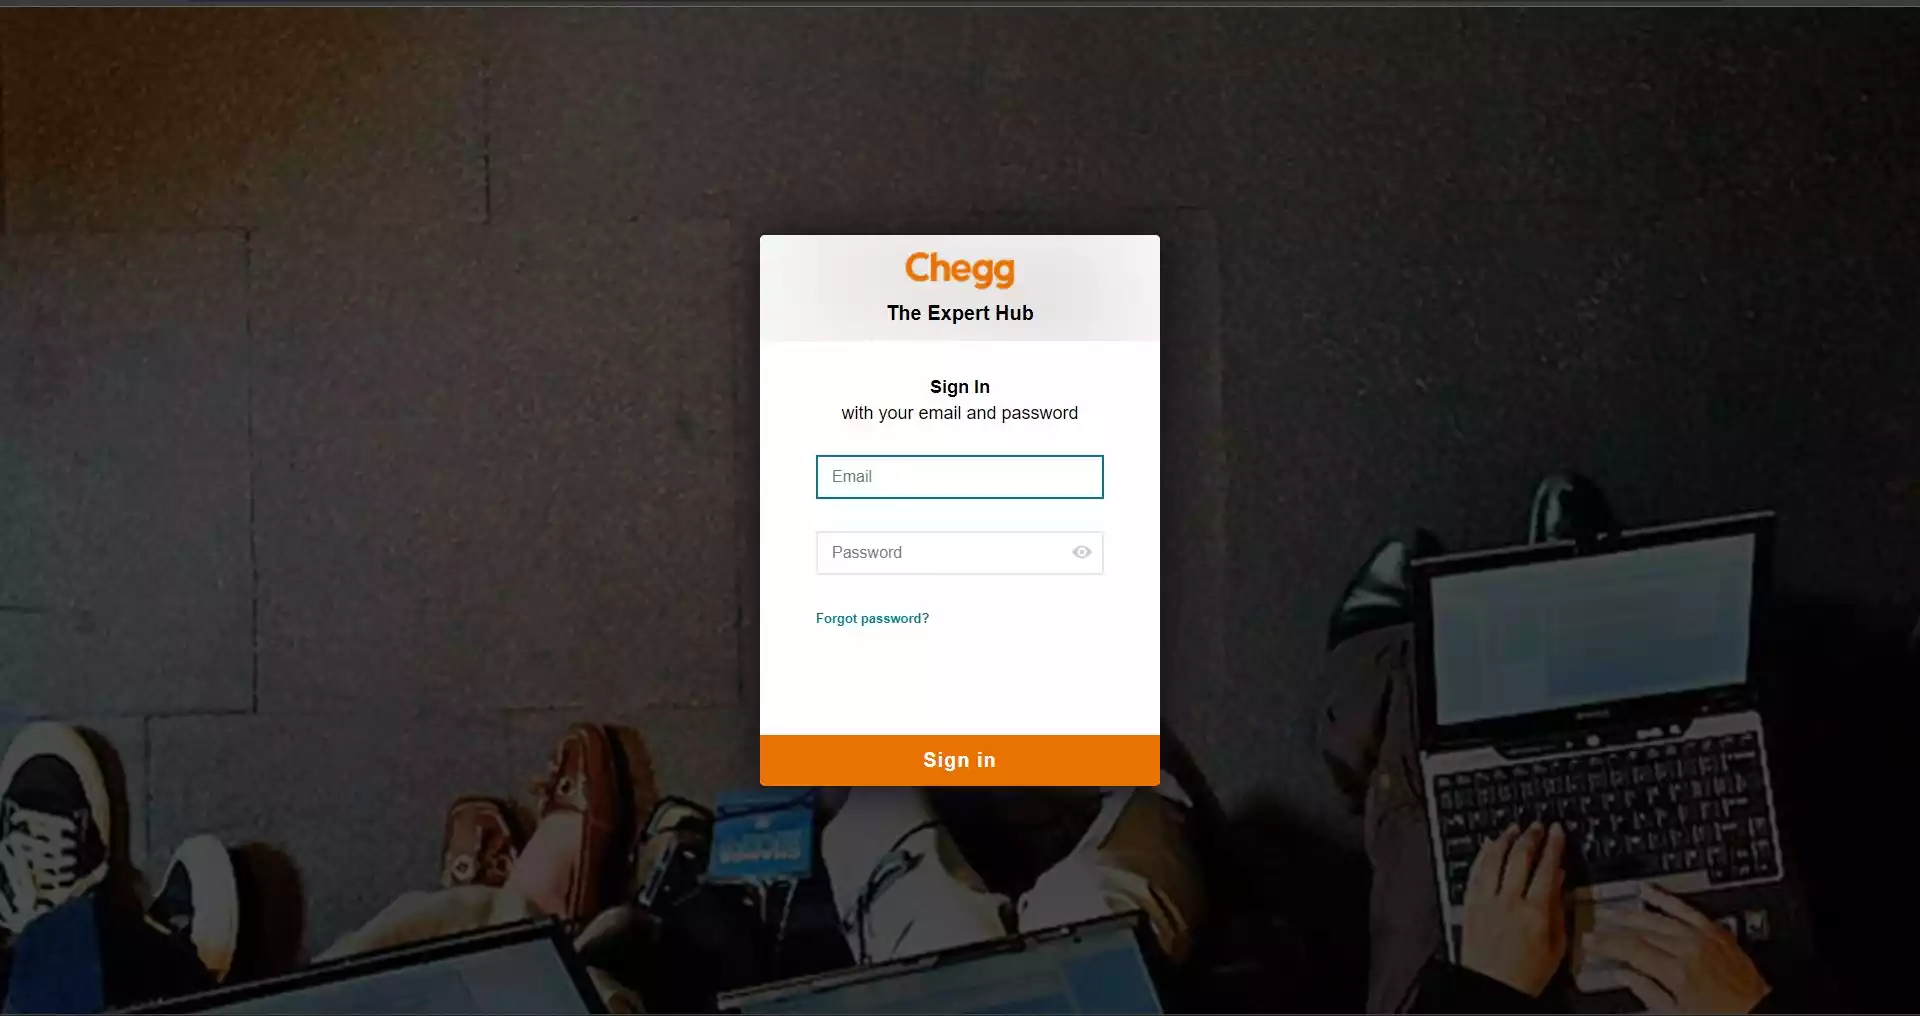 Chegg
The Expert Hub
Sign In
with your email and password
Email
Password
Forgot password?
Sign in